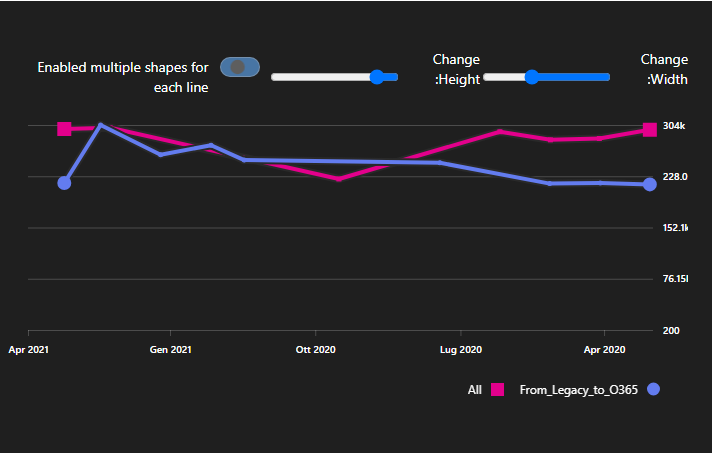 Enabled multiple shapes for
each line
Change
:Height
Change
:Width
304k
228.0
152.1k
76.15
200
Apr 2021
Gen 2021
Ott 2020
Lug 2020
Apr 2020
All
From_Legacy_to_O365